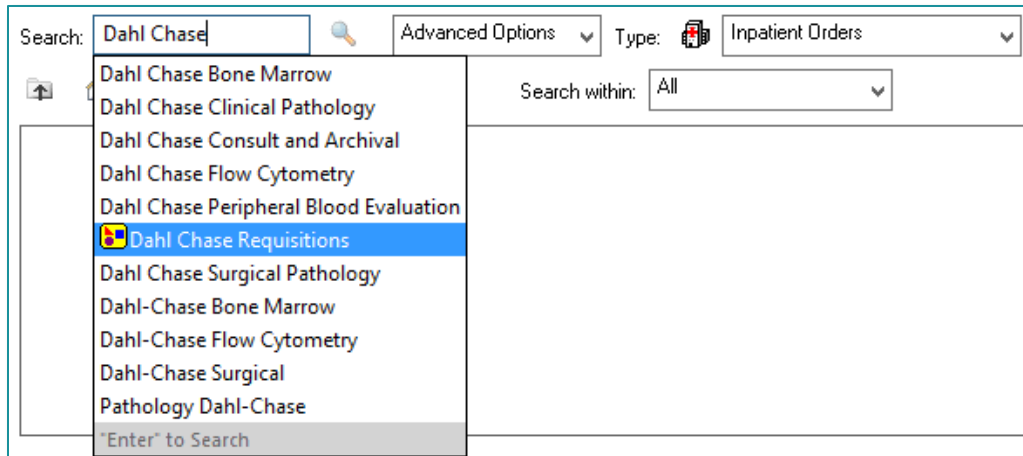 Search: Dahl Chase Advanced Options Type: Inpatient Orders
Search within: All
Dahl Chase Bone Marrow
Dahl Chase Clinical Pathology
Dahl Chase Consult and Archival
Dahl Chase Flow Cytometry
Dahl Chase Peripheral Blood Evaluation
Dahl Chase Requisitions
Dahl Chase Surgical Pathology
Dahl-Chase Bone Marrow
Dahl-Chase Flow Cytometry
Dahl-Chase Surgical
Pathology Dahl-Chase
"Enter" to Search